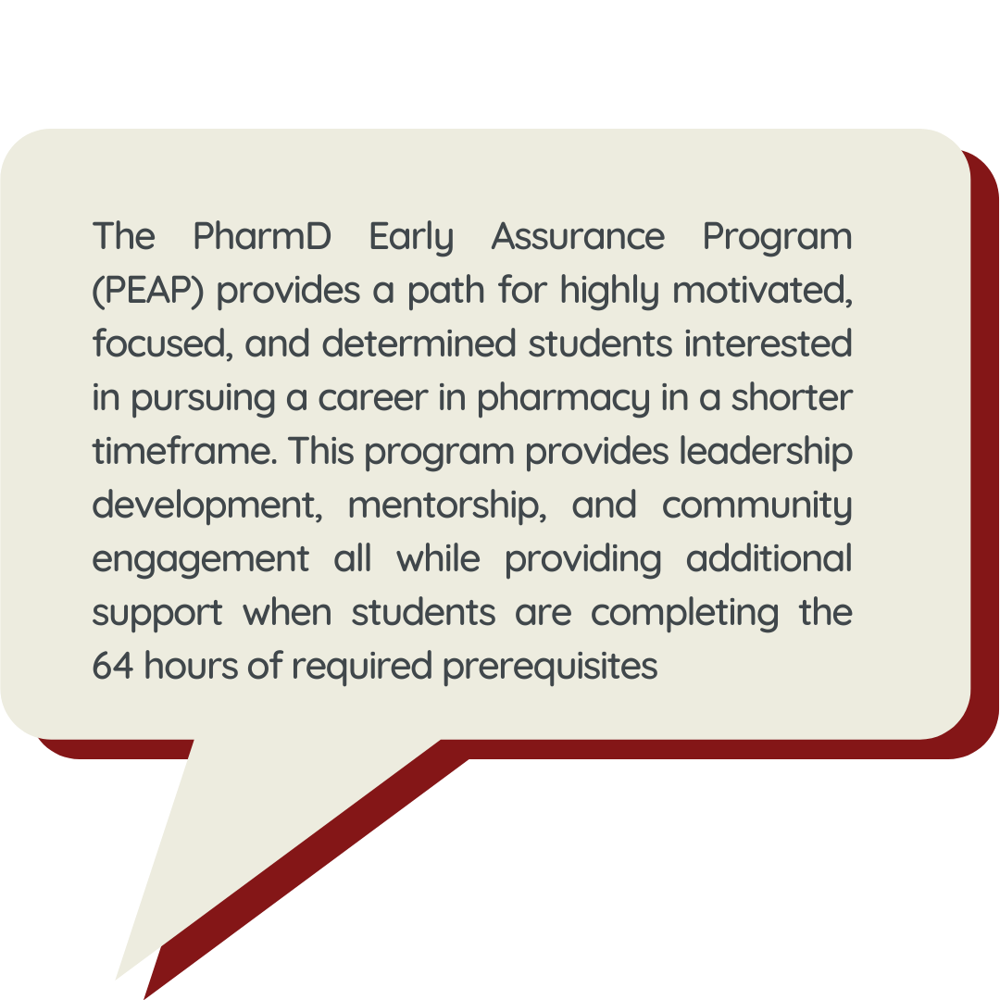 The PharmD Early Assurance Program
(PEAP) provides a path for highly motivated,
focused, and determined students interested
in pursuing a career in pharmacy in a shorter
timeframe. This program provides leadership
development, mentorship, and community
engagement all while providing additional
support when students are completing the
64 hours of required prerequisites